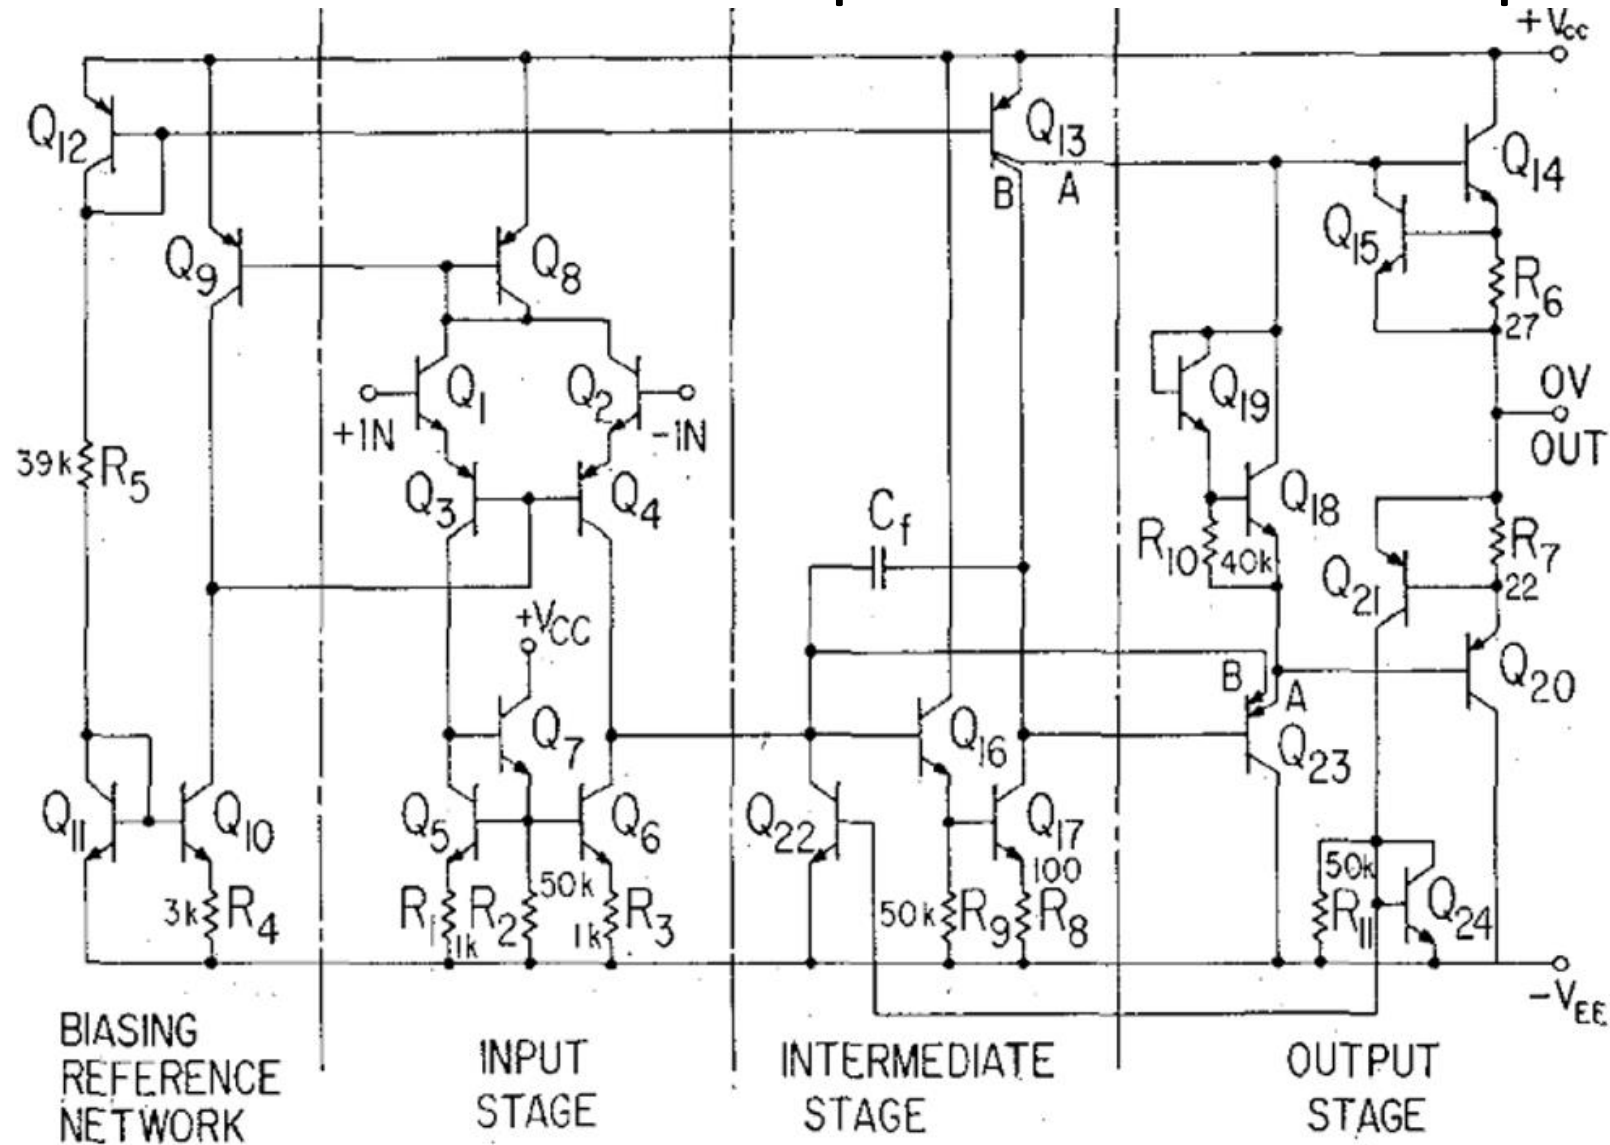 +Vcc
Q12
Q13
Q14
B A
Q15
Q9
Q8
R6
27
Q1
Q2
Q19
0V
+1N
-1N
OUT
39k R5
Q3
Q4
Q18
Cf
R10 40k
R7
22
Q21
+VCC
B
A
Q20
Q7
Q16
Q23
Q11
Q10
Q5
Q6
Q22
Q17
100
50k
50k
3k R4
R1 1k
R2
1k R3
50k R9
R8
R11
Q24
-VEE
BIASING
REFERENCE
NETWORK
INPUT
STAGE
INTERMEDIATE
STAGE
OUTPUT
STAGE